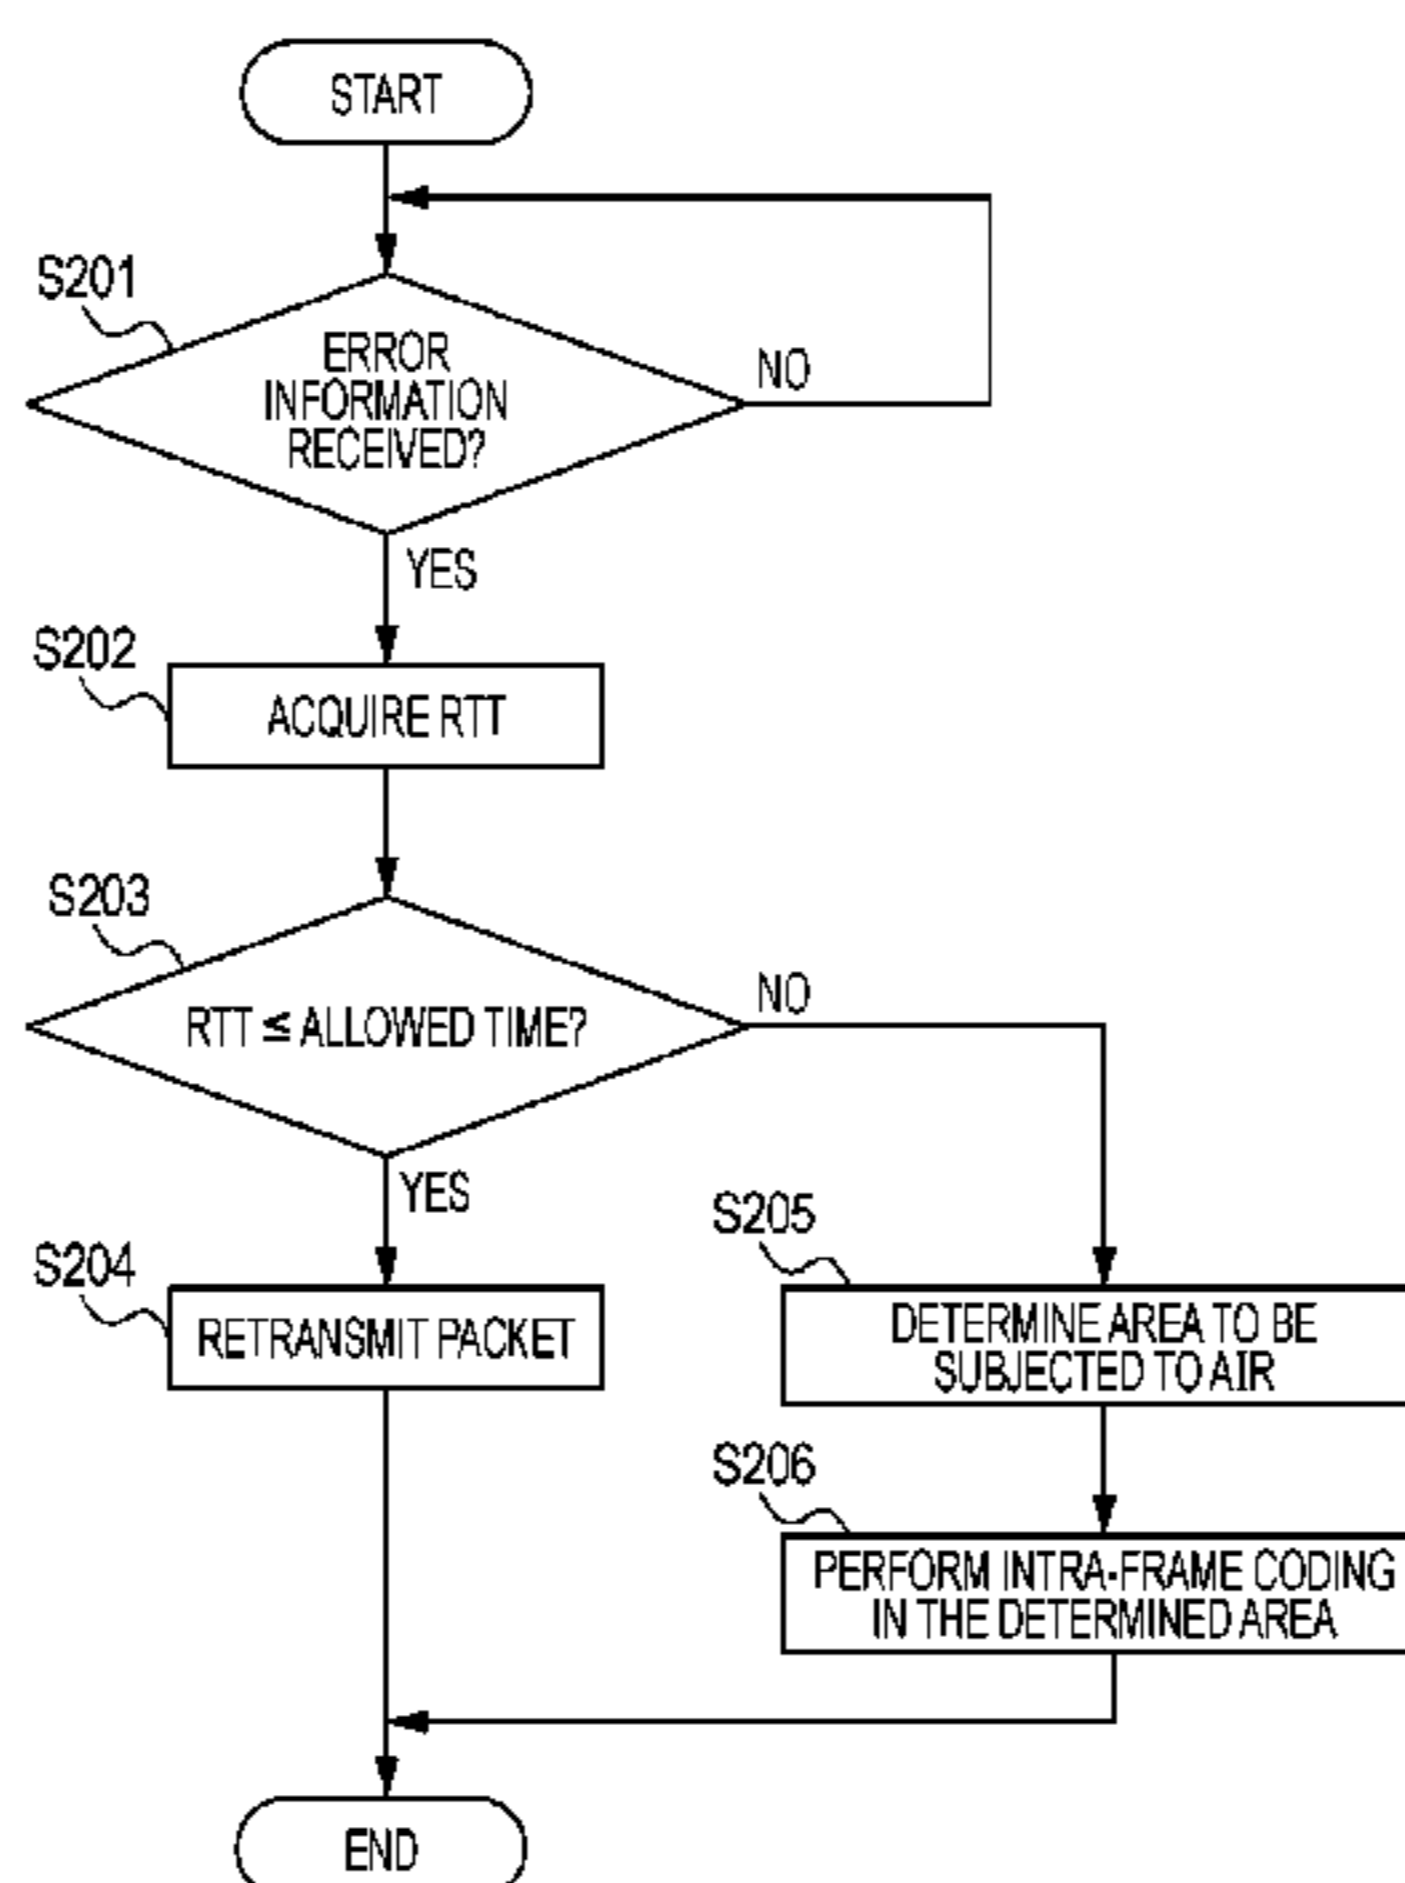 START
S201
ERROR
INFORMATION
RECEIVED?
NO
YES
S202
ACQUIRE RTT
S203
RTT ≤ ALLOWED TIME?
NO
YES
S204
RETRANSMIT PACKET
S205
DETERMINE AREA TO BE
SUBJECTED TO AIR
S206
PERFORM INTRA-FRAME CODING
IN THE DETERMINED AREA
END